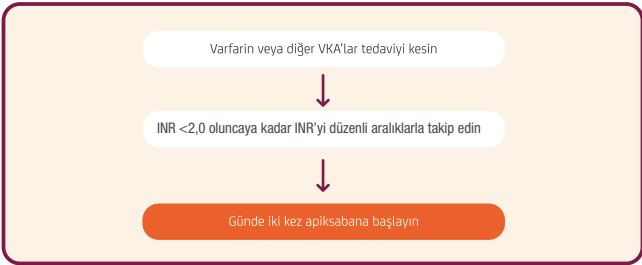 Varfarin veya diğer VKA'lar tedaviyi kesin
INR <2,0 oluncaya kadar INR'yi düzenli aralıklarla takip edin
Günde iki kez apiksabana başlayın